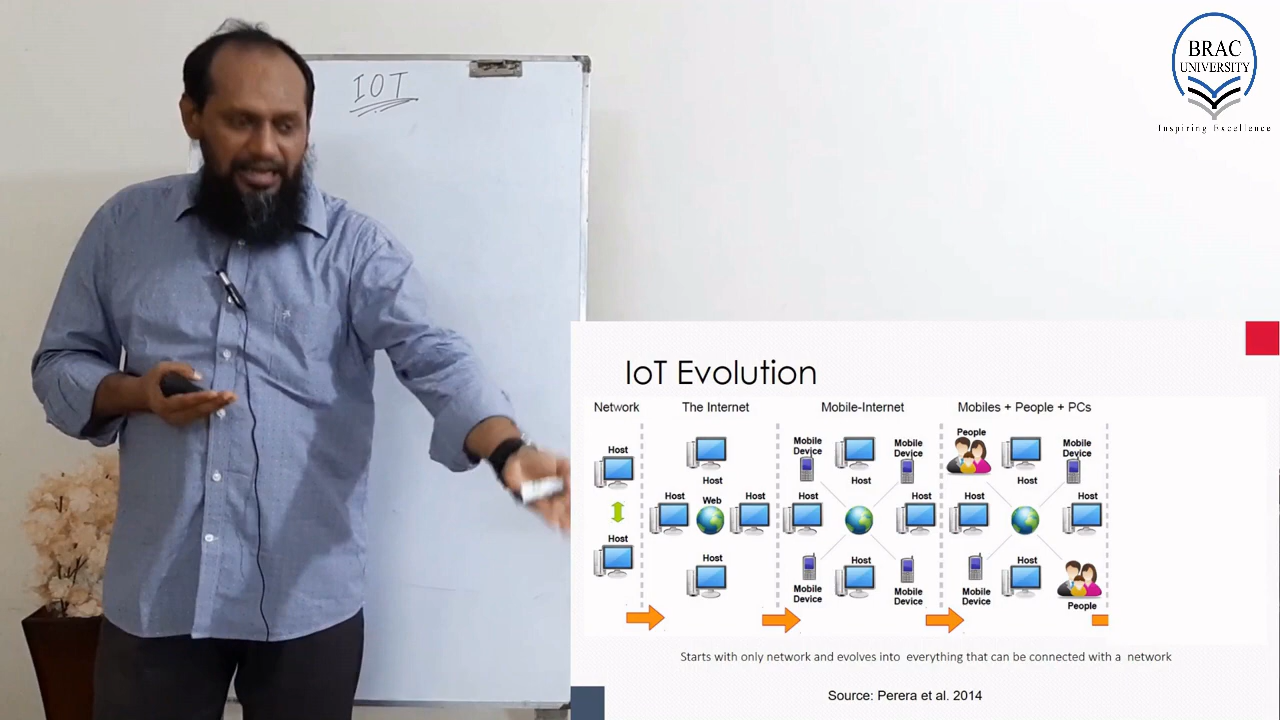 IOT
BRAC
UNIVERSITY
Inspiring Excellence
IoT Evolution
Network
The Internet
Mobile-Internet
Mobiles + People + PCs
Host
Host
Host
Host
Web
Host
Host
Mobile Device
Host
Mobile Device
Host
Host
Mobile Device
Host
Mobile Device
People
Host
Mobile Device
Host
Host
Mobile Device
Host
People
Starts with only network and evolves into everything that can be connected with a network
Source: Perera et al. 2014